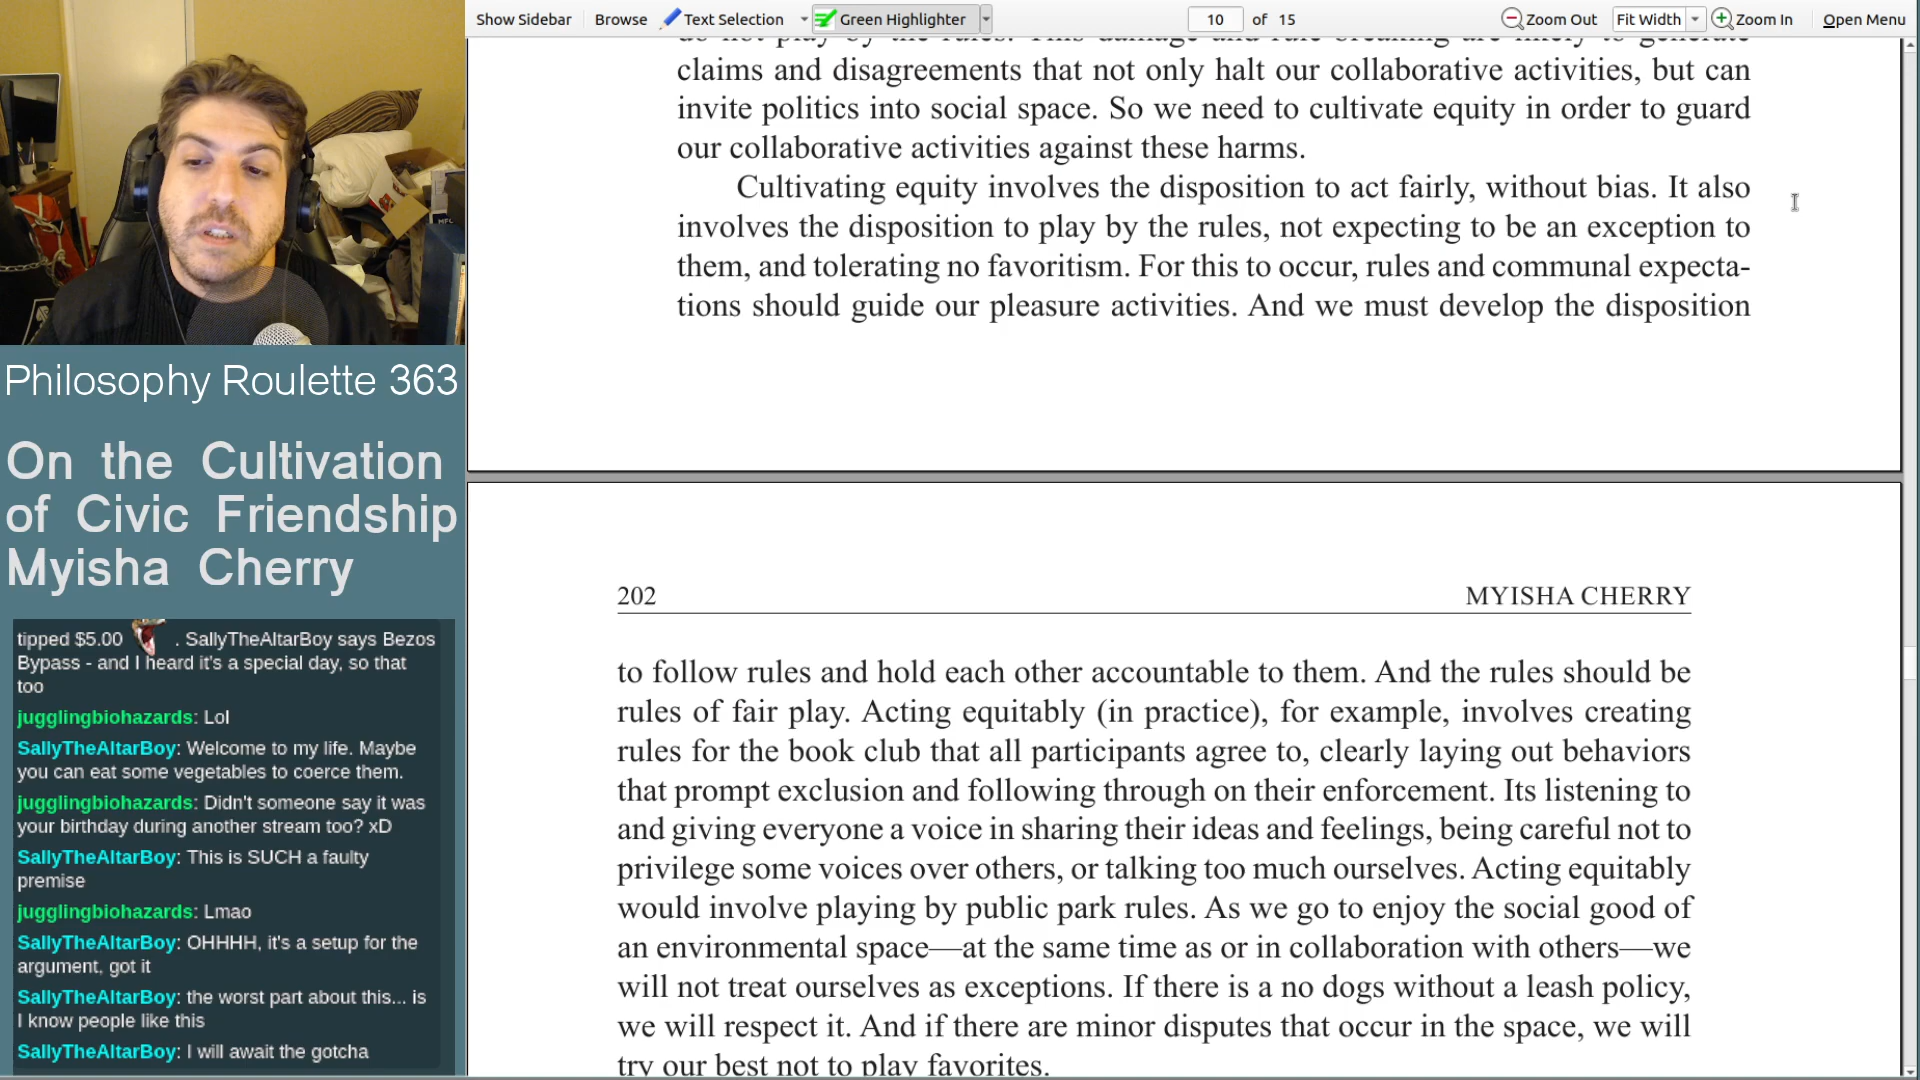 Show Sidebar Browse Text Selection Green Highlighter 10 of 15 Zoom Out Fit Width Zoom In Open Menu
do not play by the rules. This damage and rule breaking are likely to generate
claims and disagreements that not only halt our collaborative activities, but can
invite politics into social space. So we need to cultivate equity in order to guard
our collaborative activities against these harms.
Cultivating equity involves the disposition to act fairly, without bias. It also
involves the disposition to play by the rules, not expecting to be an exception to
them, and tolerating no favoritism. For this to occur, rules and communal expecta-
tions should guide our pleasure activities. And we must develop the disposition
202 MYISHA CHERRY
to follow rules and hold each other accountable to them. And the rules should be
rules of fair play. Acting equitably (in practice), for example, involves creating
rules for the book club that all participants agree to, clearly laying out behaviors
that prompt exclusion and following through on their enforcement. Its listening to
and giving everyone a voice in sharing their ideas and feelings, being careful not to
privilege some voices over others, or talking too much ourselves. Acting equitably
would involve playing by public park rules. As we go to enjoy the social good of
an environmental space—at the same time as or in collaboration with others—we
will not treat ourselves as exceptions. If there is a no dogs without a leash policy,
we will respect it. And if there are minor disputes that occur in the space, we will
try our best not to play favorites.
Philosophy Roulette 363
On the Cultivation
of Civic Friendship
Myisha Cherry
tipped $5.00 . SallyTheAltarBoy says Bezos
Bypass - and I heard it's a special day, so that
too
jugglingbiohazards: Lol
SallyTheAltarBoy: Welcome to my life. Maybe
you can eat some vegetables to coerce them.
jugglingbiohazards: Didn't someone say it was
your birthday during another stream too? xD
SallyTheAltarBoy: This is SUCH a faulty
premise
jugglingbiohazards: Lmao
SallyTheAltarBoy: OHHHH, it's a setup for the
argument, got it
SallyTheAltarBoy: the worst part about this... is
I know people like this
SallyTheAltarBoy: I will await the gotcha